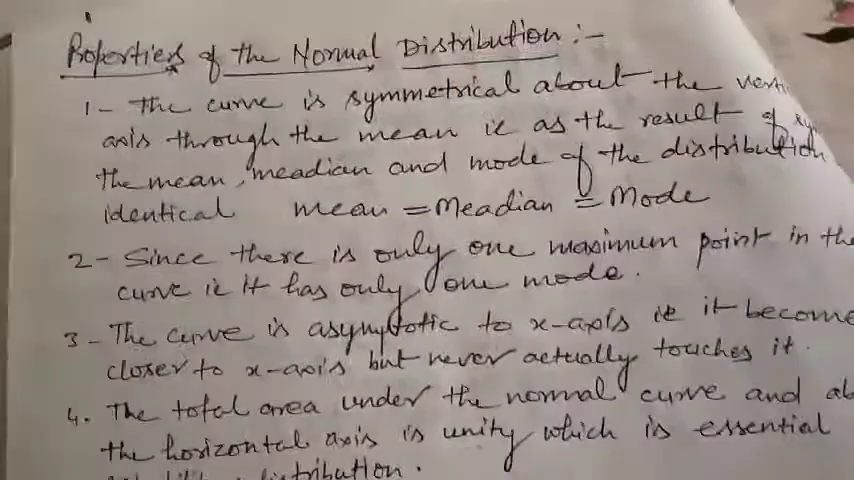 Properties of the Normal Distribution :-
1- The curve is symmetrical about the
axis through the mean ie as the result of
the mean, meadian and mode of the distribution
identical mean = Meadian = Mode
2- Since there is only one maximum point in the
curve ie it has only one mode.
3- The curve is asymptotic to x-axis ie it become
closer to x-axis but never actually touches it.
4. The total area under the normal curve and
the horizontal axis is unity which is essential